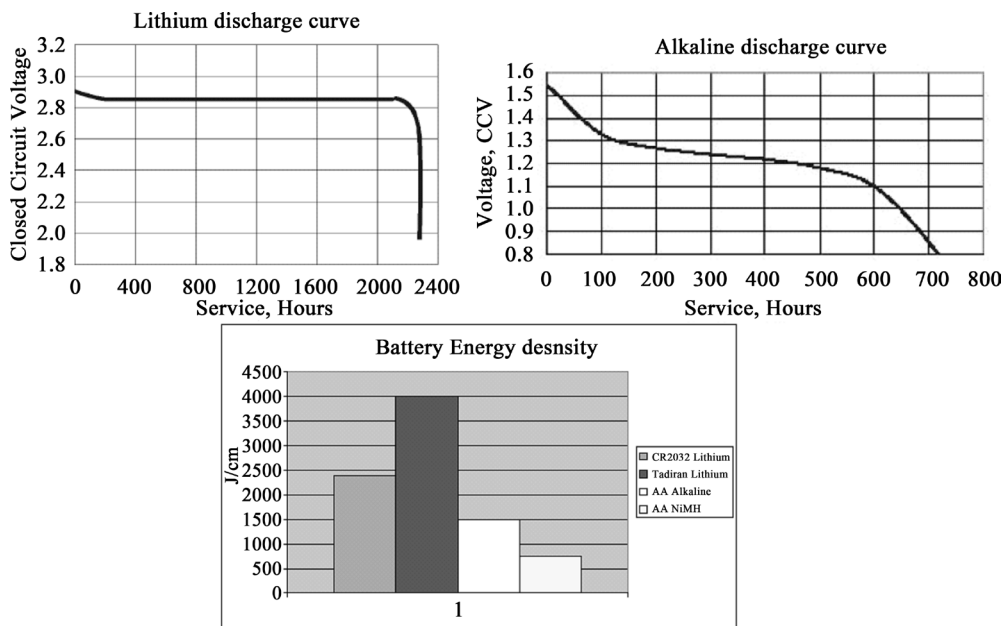 Lithium discharge curve
Closed Circuit Voltage
3.2
3.0
2.8
2.6
2.4
2.2
2.0
1.8
0 400 800 1200 1600 2000 2400
Service, Hours
Alkaline discharge curve
Voltage, CCV
1.6
1.5
1.4
1.3
1.2
1.1
1.0
0.9
0.8
0 100 200 300 400 500 600 700 800
Service, Hours
Battery Energy desnsity
J/cm
4500
4000
3500
3000
2500
2000
1500
1000
500
0
1
CR2032 Lithium
Tadiran Lithium
AA Alkaline
AA NiMH